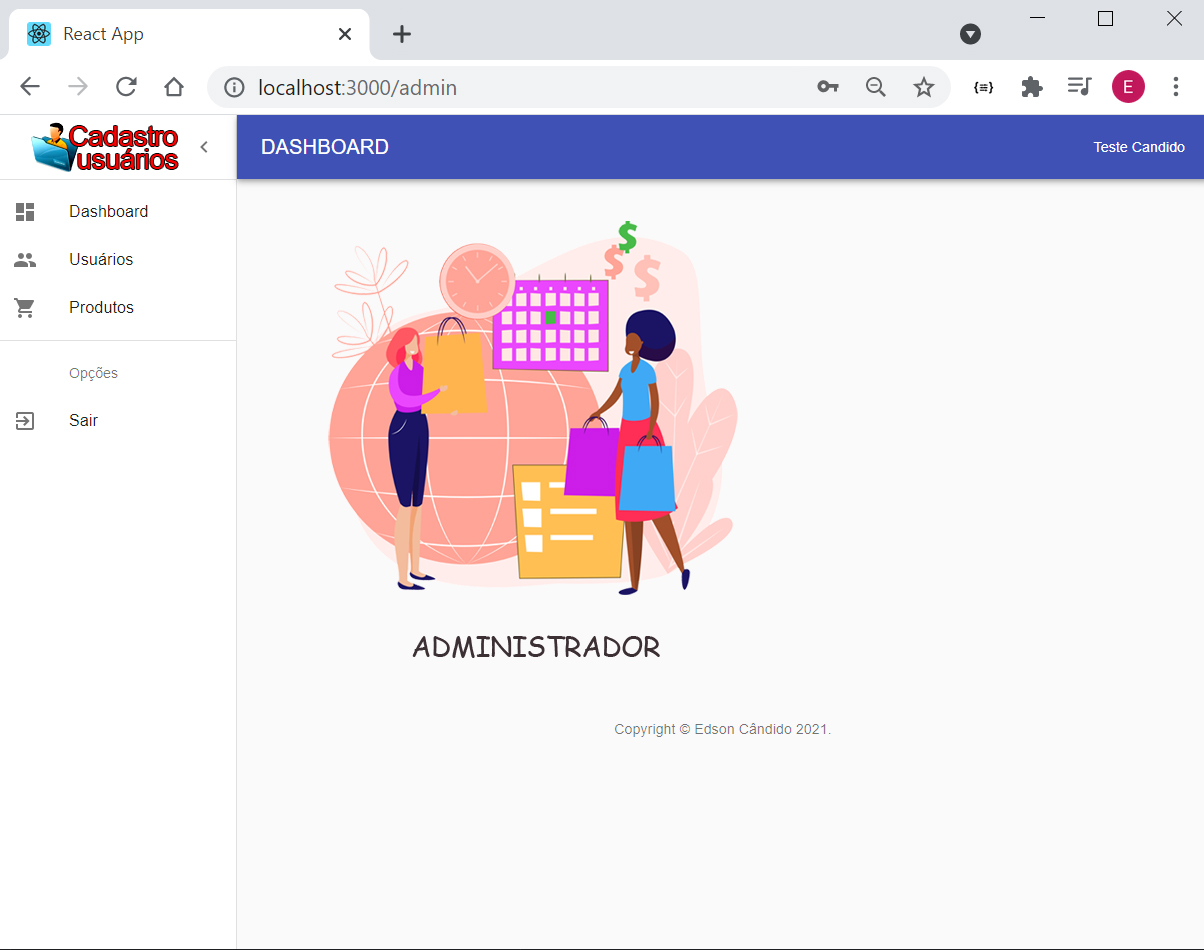 React App
localhost:3000/admin
E
Cadastro
usuários
DASHBOARD
Teste Candido
Dashboard
Usuários
Produtos
Opções
Sair
$
$ $
ADMINISTRADOR
Copyright © Edson Cândido 2021.